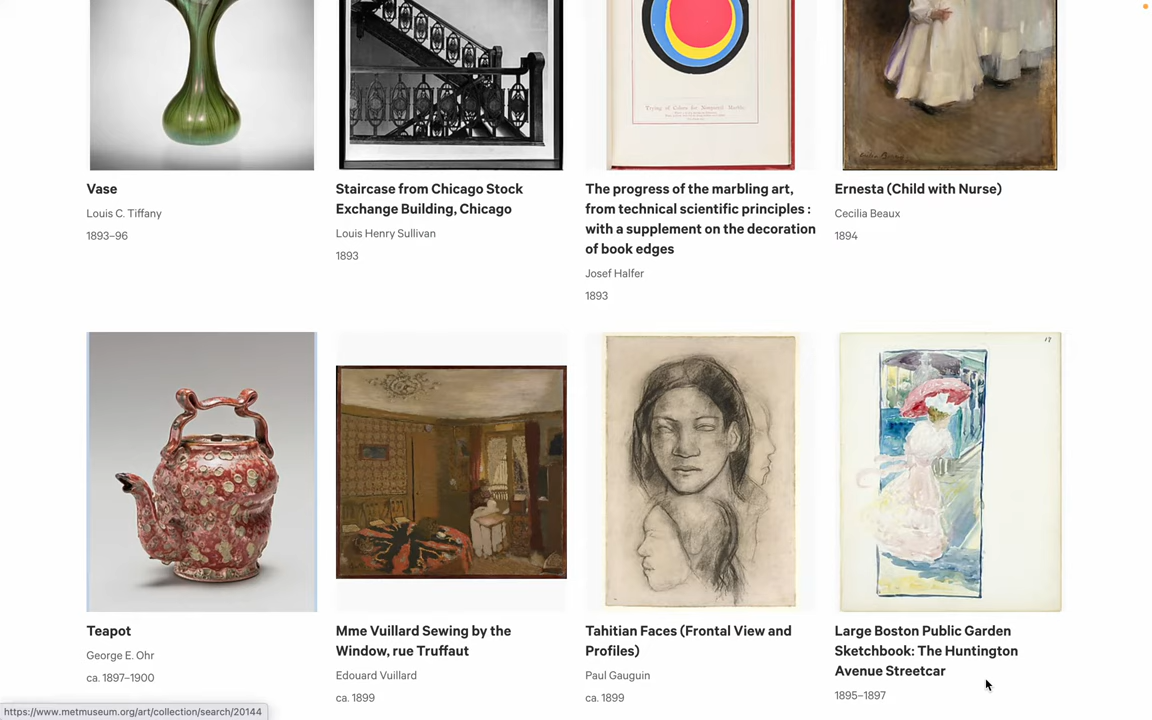 Vase
Louis C. Tiffany
1893–96
Staircase from Chicago Stock
Exchange Building, Chicago
Louis Henry Sullivan
1893
The progress of the marbling art,
from technical scientific principles :
with a supplement on the decoration
of book edges
Josef Halfer
1893
Ernesta (Child with Nurse)
Cecilia Beaux
1894
17
Teapot
George E. Ohr
ca. 1897–1900
Mme Vuillard Sewing by the
Window, rue Truffaut
Edouard Vuillard
ca. 1899
Tahitian Faces (Frontal View and
Profiles)
Paul Gauguin
ca. 1899
Large Boston Public Garden
Sketchbook: The Huntington
Avenue Streetcar
1895–1897
https://www.metmuseum.org/art/collection/search/20144